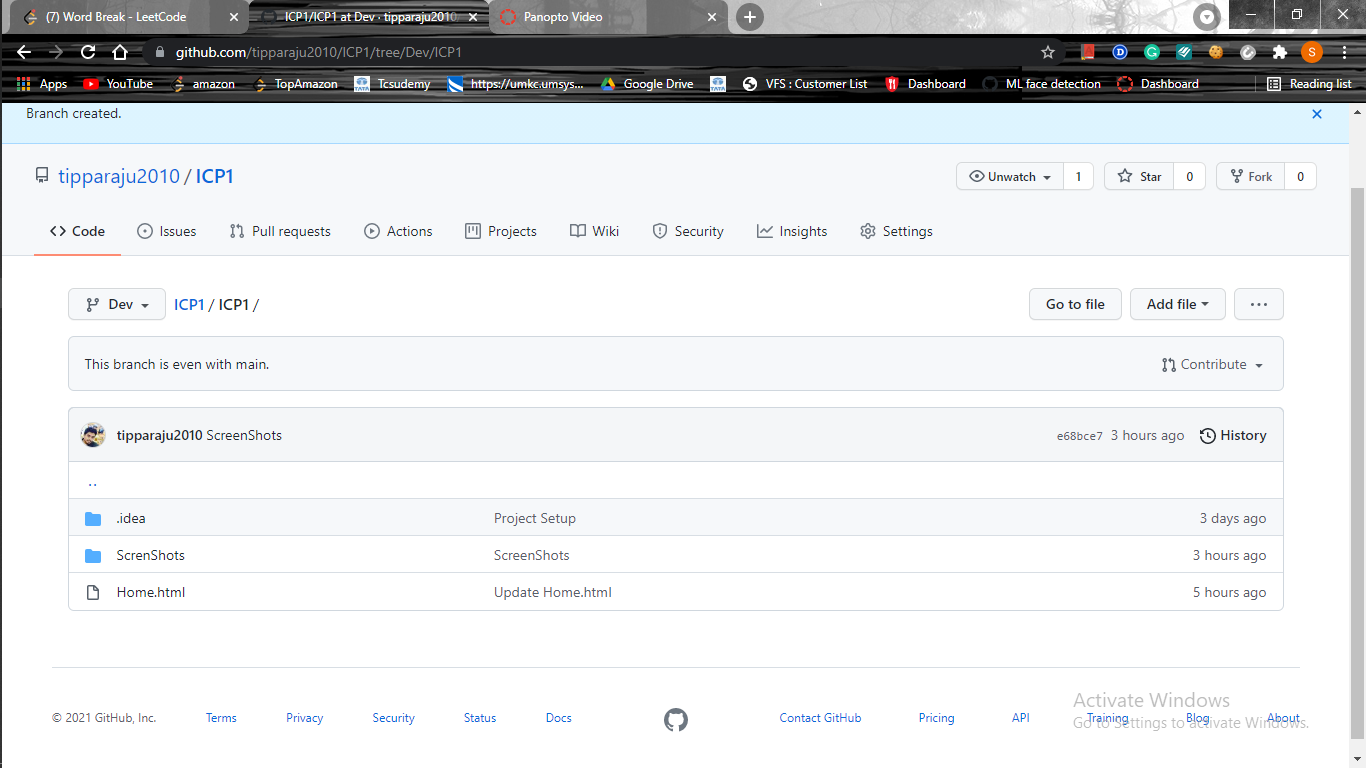 (7) Word Break - LeetCode
ICP1/ICP1 at Dev · tipparaju2010
Panopto Video
github.com/tipparaju2010/ICP1/tree/Dev/ICP1
S
Apps YouTube amazon TopAmazon Tcsudemy https://umkc.umsys... Google Drive VFS : Customer List Dashboard ML face detection Dashboard Reading list
Branch created.
tipparaju2010 / ICP1
Unwatch 1 Star 0 Fork 0
Code Issues Pull requests Actions Projects Wiki Security Insights Settings
Dev ICP1 / ICP1 /
Go to file Add file ...
This branch is even with main.
Contribute
tipparaju2010 ScreenShots e68bce7 3 hours ago History
..
.idea Project Setup 3 days ago
ScrenShots ScreenShots 3 hours ago
Home.html Update Home.html 5 hours ago
Activate Windows
© 2021 GitHub, Inc. Terms Privacy Security Status Docs Contact GitHub Pricing API Training Blog About
Go to Settings to activate Windows.